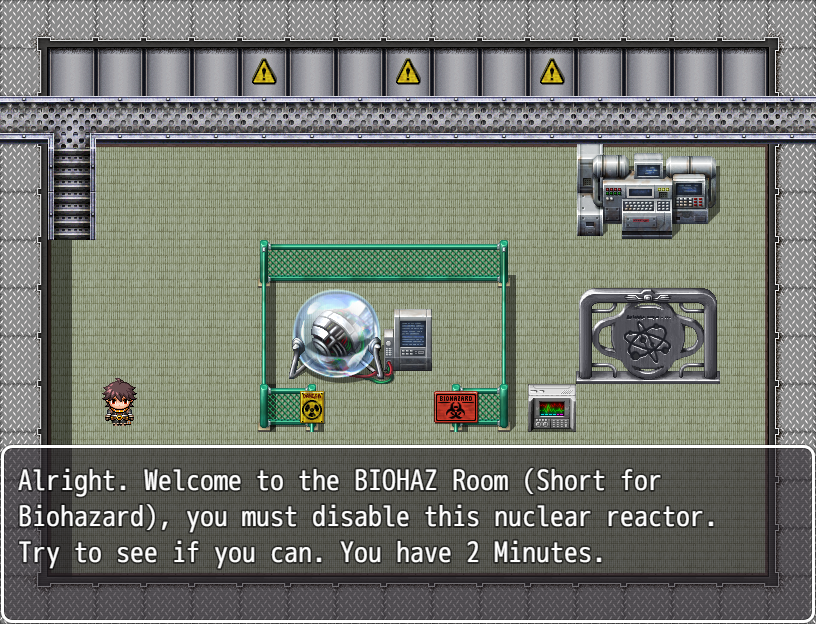 DANGER
BIOHAZARD
Alright. Welcome to the BIOHAZ Room (Short for
Biohazard), you must disable this nuclear reactor.
Try to see if you can. You have 2 Minutes.